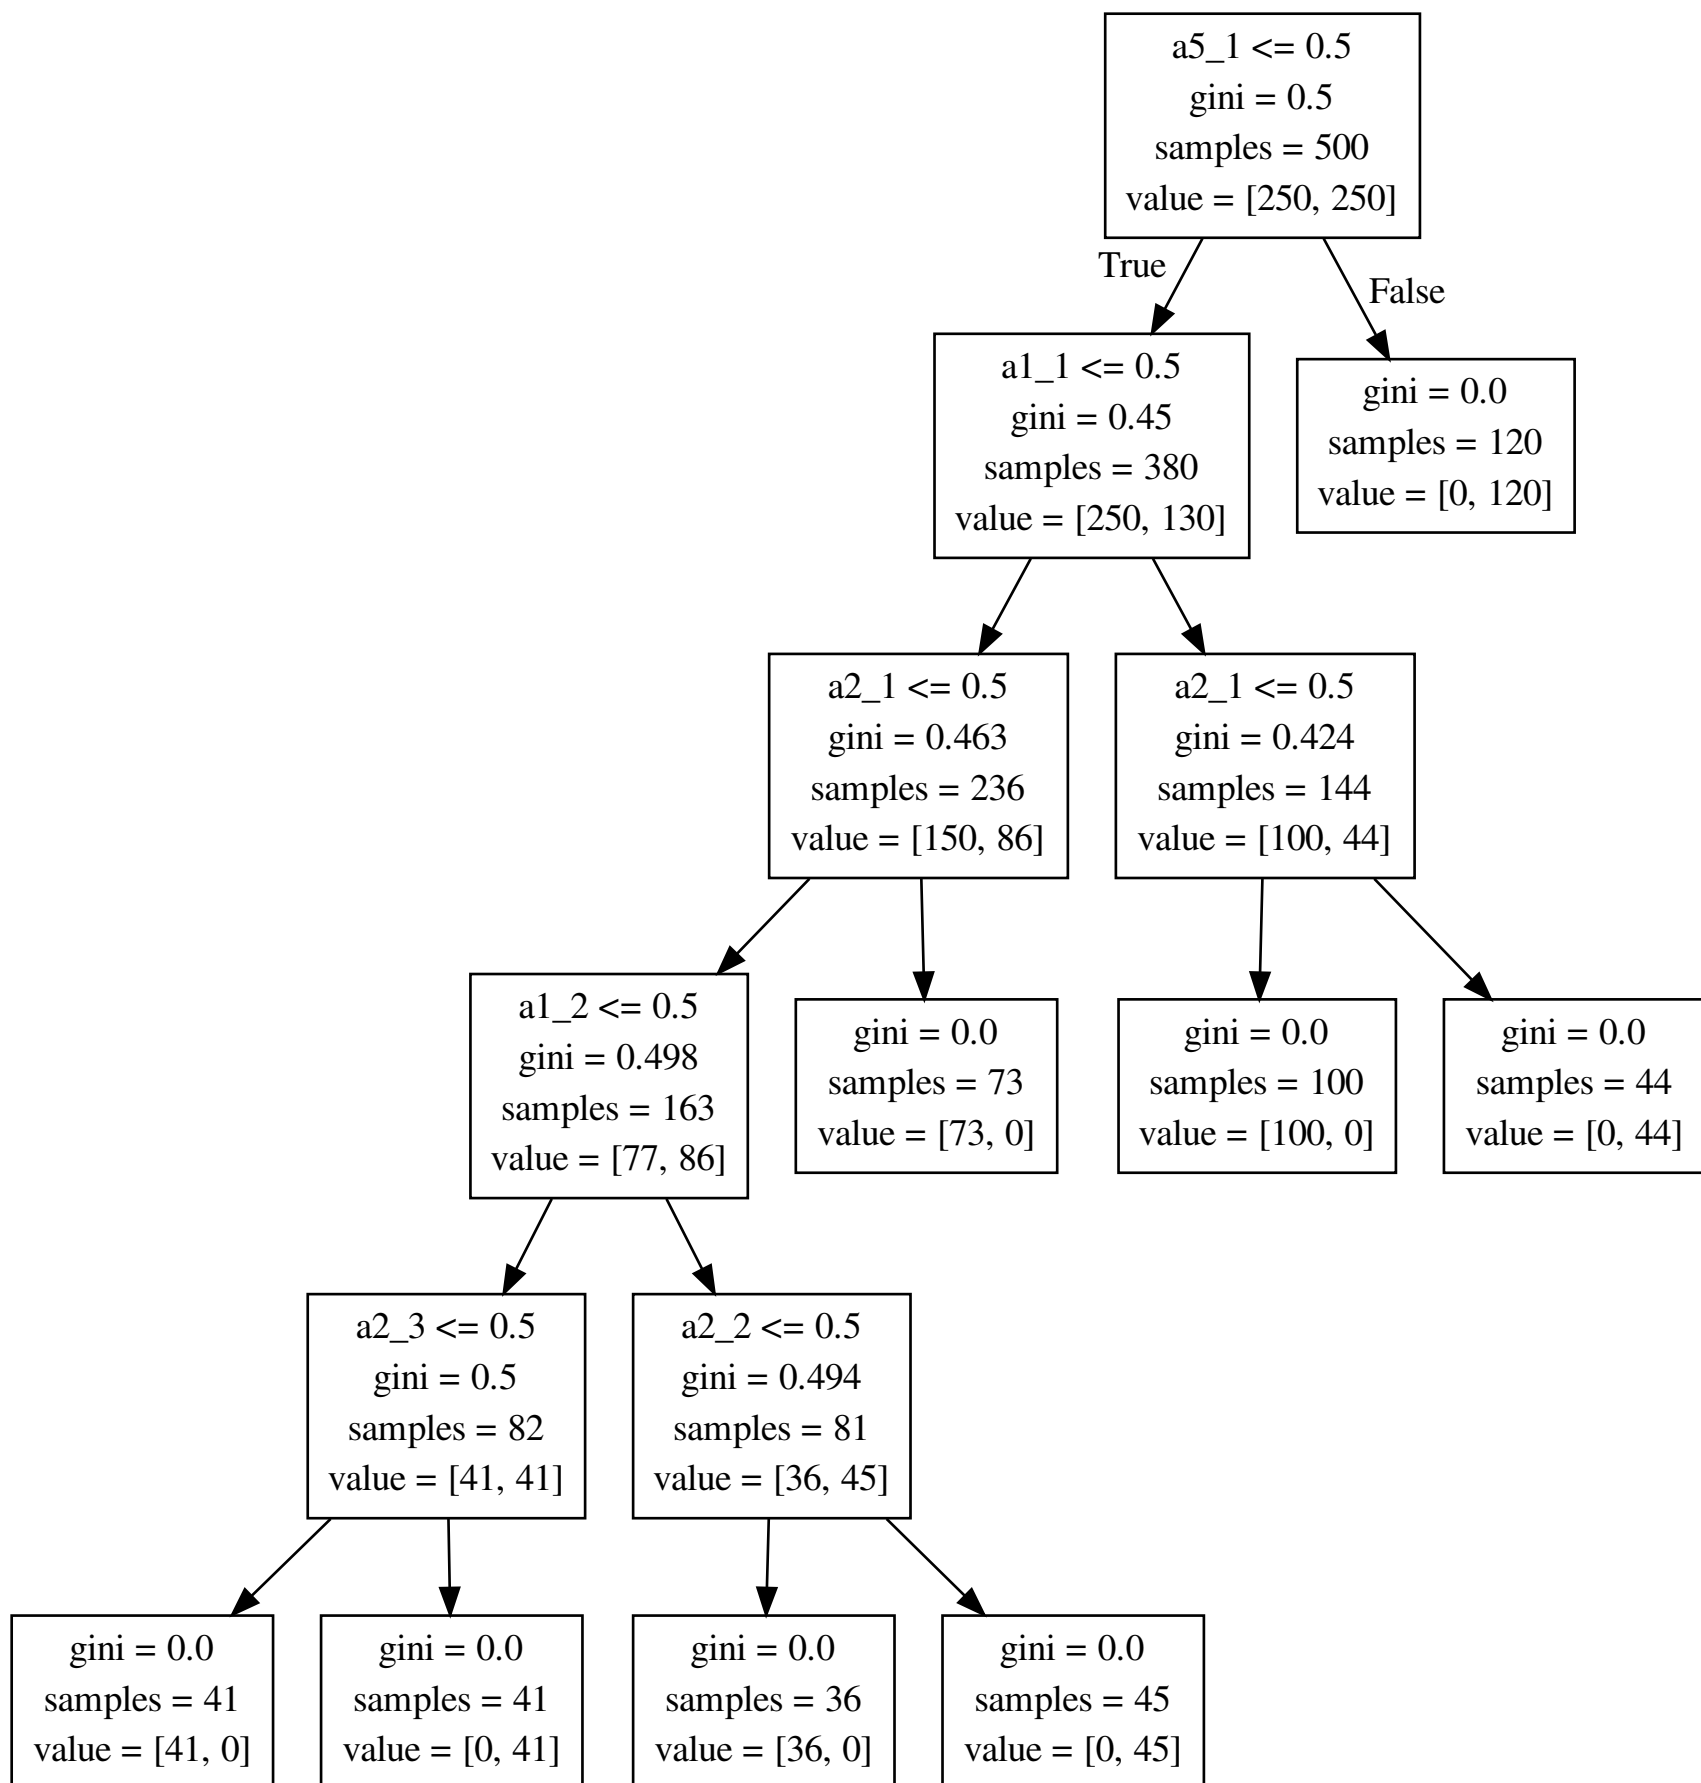 a5_1 <= 0.5
gini = 0.5
samples = 500
value = [250, 250]
True
False
a1_1 <= 0.5
gini = 0.45
samples = 380
value = [250, 130]
gini = 0.0
samples = 120
value = [0, 120]
a2_1 <= 0.5
gini = 0.463
samples = 236
value = [150, 86]
a2_1 <= 0.5
gini = 0.424
samples = 144
value = [100, 44]
a1_2 <= 0.5
gini = 0.498
samples = 163
value = [77, 86]
gini = 0.0
samples = 73
value = [73, 0]
gini = 0.0
samples = 100
value = [100, 0]
gini = 0.0
samples = 44
value = [0, 44]
a2_3 <= 0.5
gini = 0.5
samples = 82
value = [41, 41]
a2_2 <= 0.5
gini = 0.494
samples = 81
value = [36, 45]
gini = 0.0
samples = 41
value = [41, 0]
gini = 0.0
samples = 41
value = [0, 41]
gini = 0.0
samples = 36
value = [36, 0]
gini = 0.0
samples = 45
value = [0, 45]